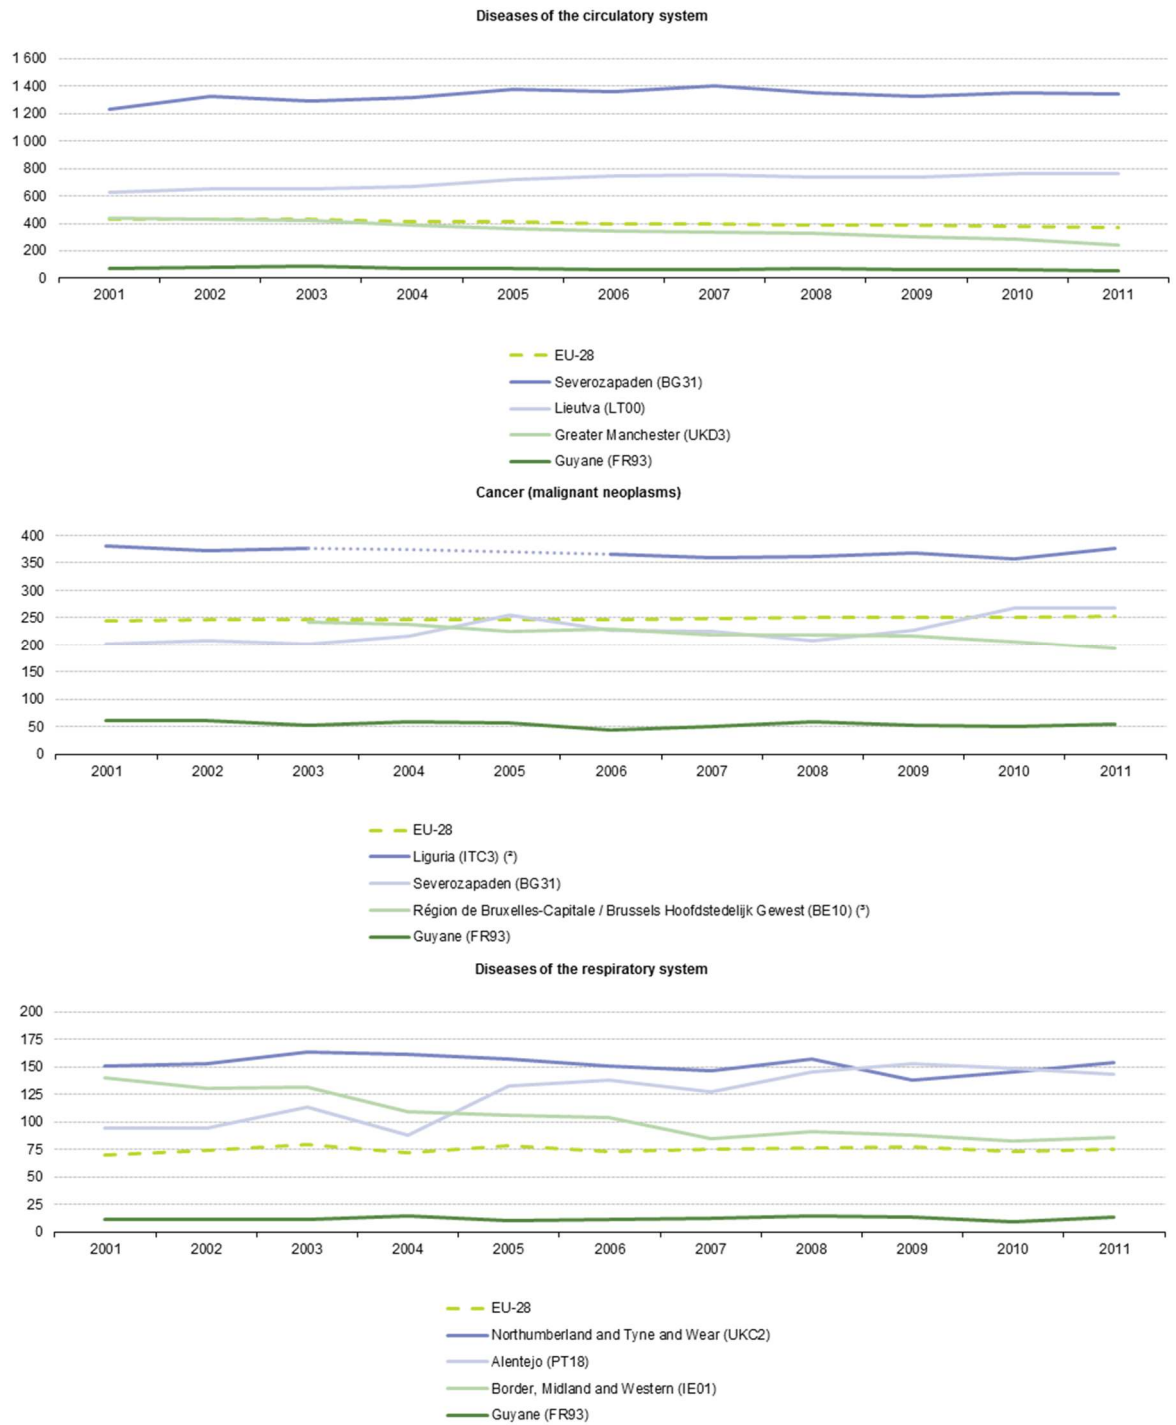 Diseases of the circulatory system
1 600
1 400
1 200
1 000
800
600
400
200
0
2001 2002 2003 2004 2005 2006 2007 2008 2009 2010 2011
EU-28
Severozapaden (BG31)
Lieutva (LT00)
Greater Manchester (UKD3)
Guyane (FR93)
Cancer (malignant neoplasms)
400
350
300
250
200
150
100
50
0
2001 2002 2003 2004 2005 2006 2007 2008 2009 2010 2011
EU-28
Liguria (ITC3) (²)
Severozapaden (BG31)
Région de Bruxelles-Capitale / Brussels Hoofdstedelijk Gewest (BE10) (³)
Guyane (FR93)
Diseases of the respiratory system
200
175
150
125
100
75
50
25
0
2001 2002 2003 2004 2005 2006 2007 2008 2009 2010 2011
EU-28
Northumberland and Tyne and Wear (UKC2)
Alentejo (PT18)
Border, Midland and Western (IE01)
Guyane (FR93)